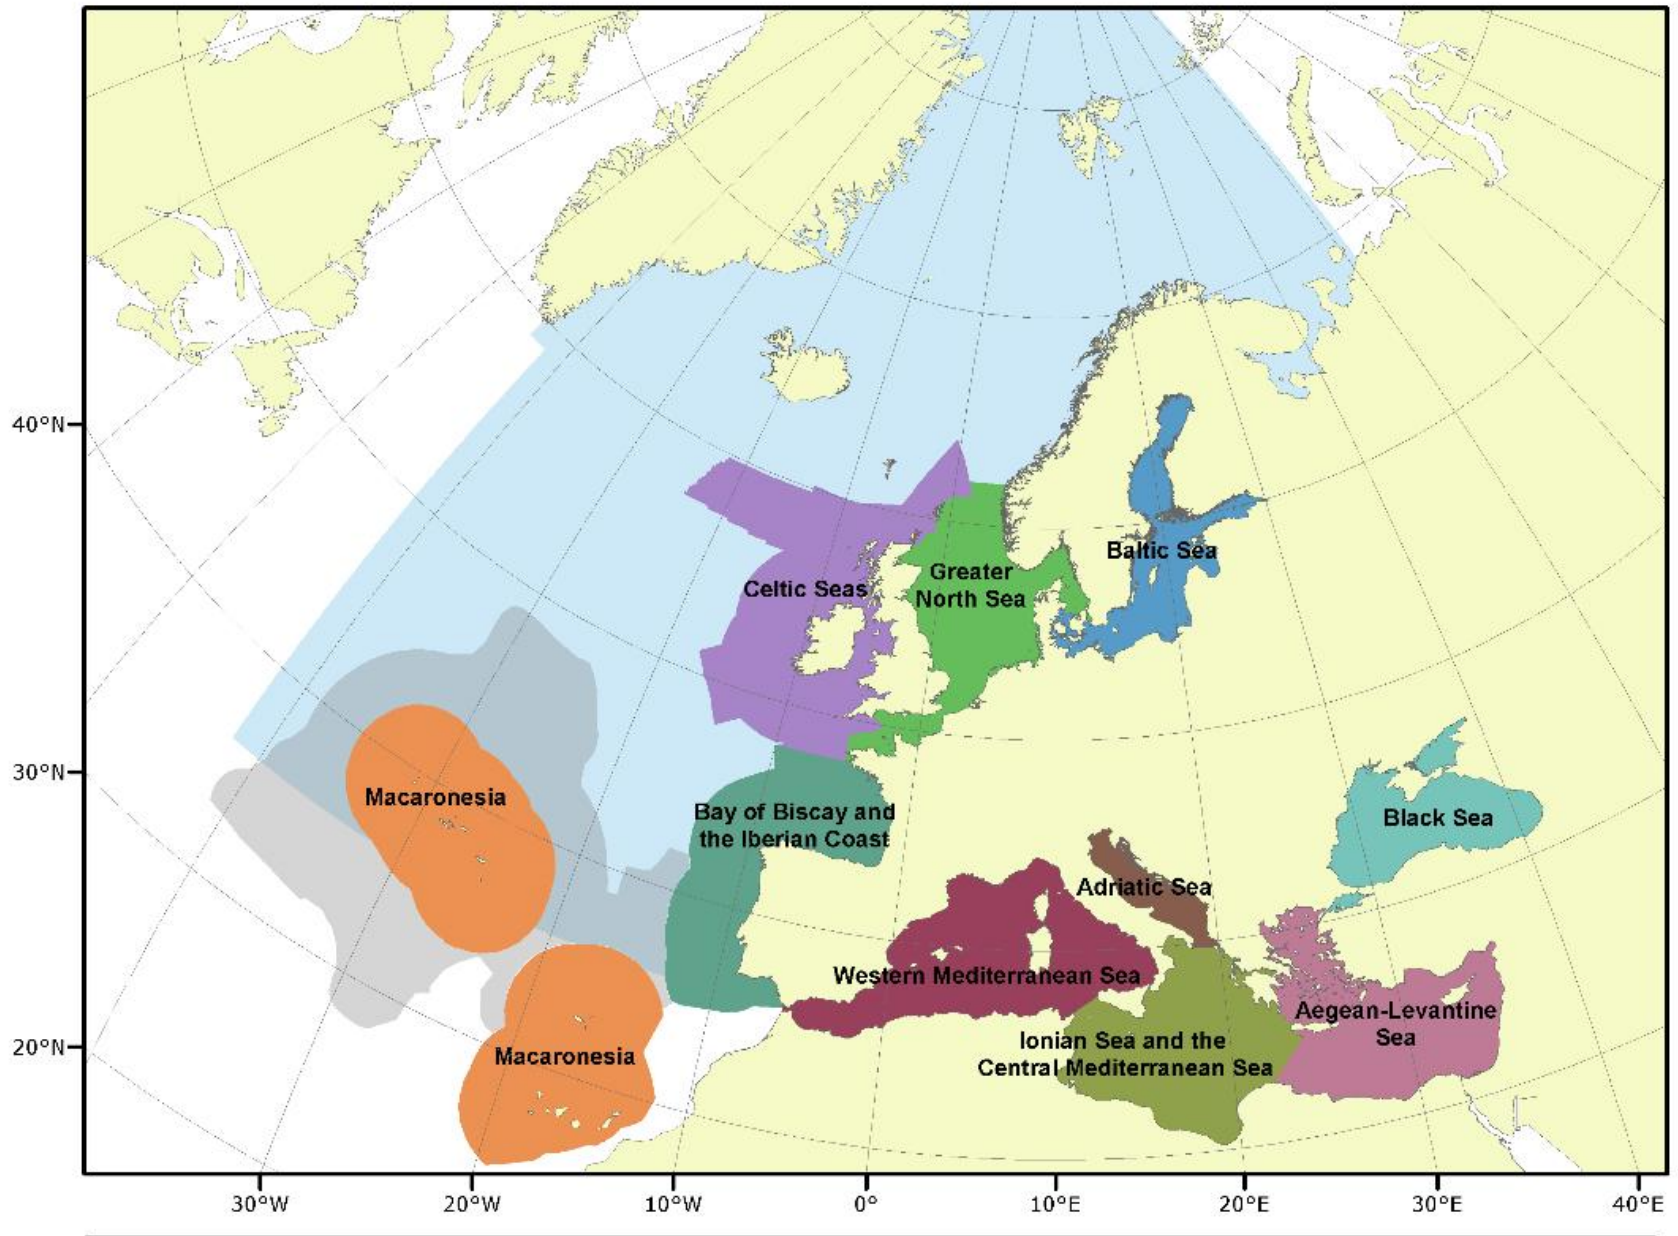 40°N
30°N
20°N
Baltic Sea
Greater
North Sea
Celtic Seas
Macaronesia
Bay of Biscay and
the Iberian Coast
Black Sea
Adriatic Sea
Western Mediterranean Sea
Aegean-Levantine
Sea
Ionian Sea and the
Central Mediterranean Sea
Macaronesia
30°W
20°W
10°W
0°
10°E
20°E
30°E
40°E